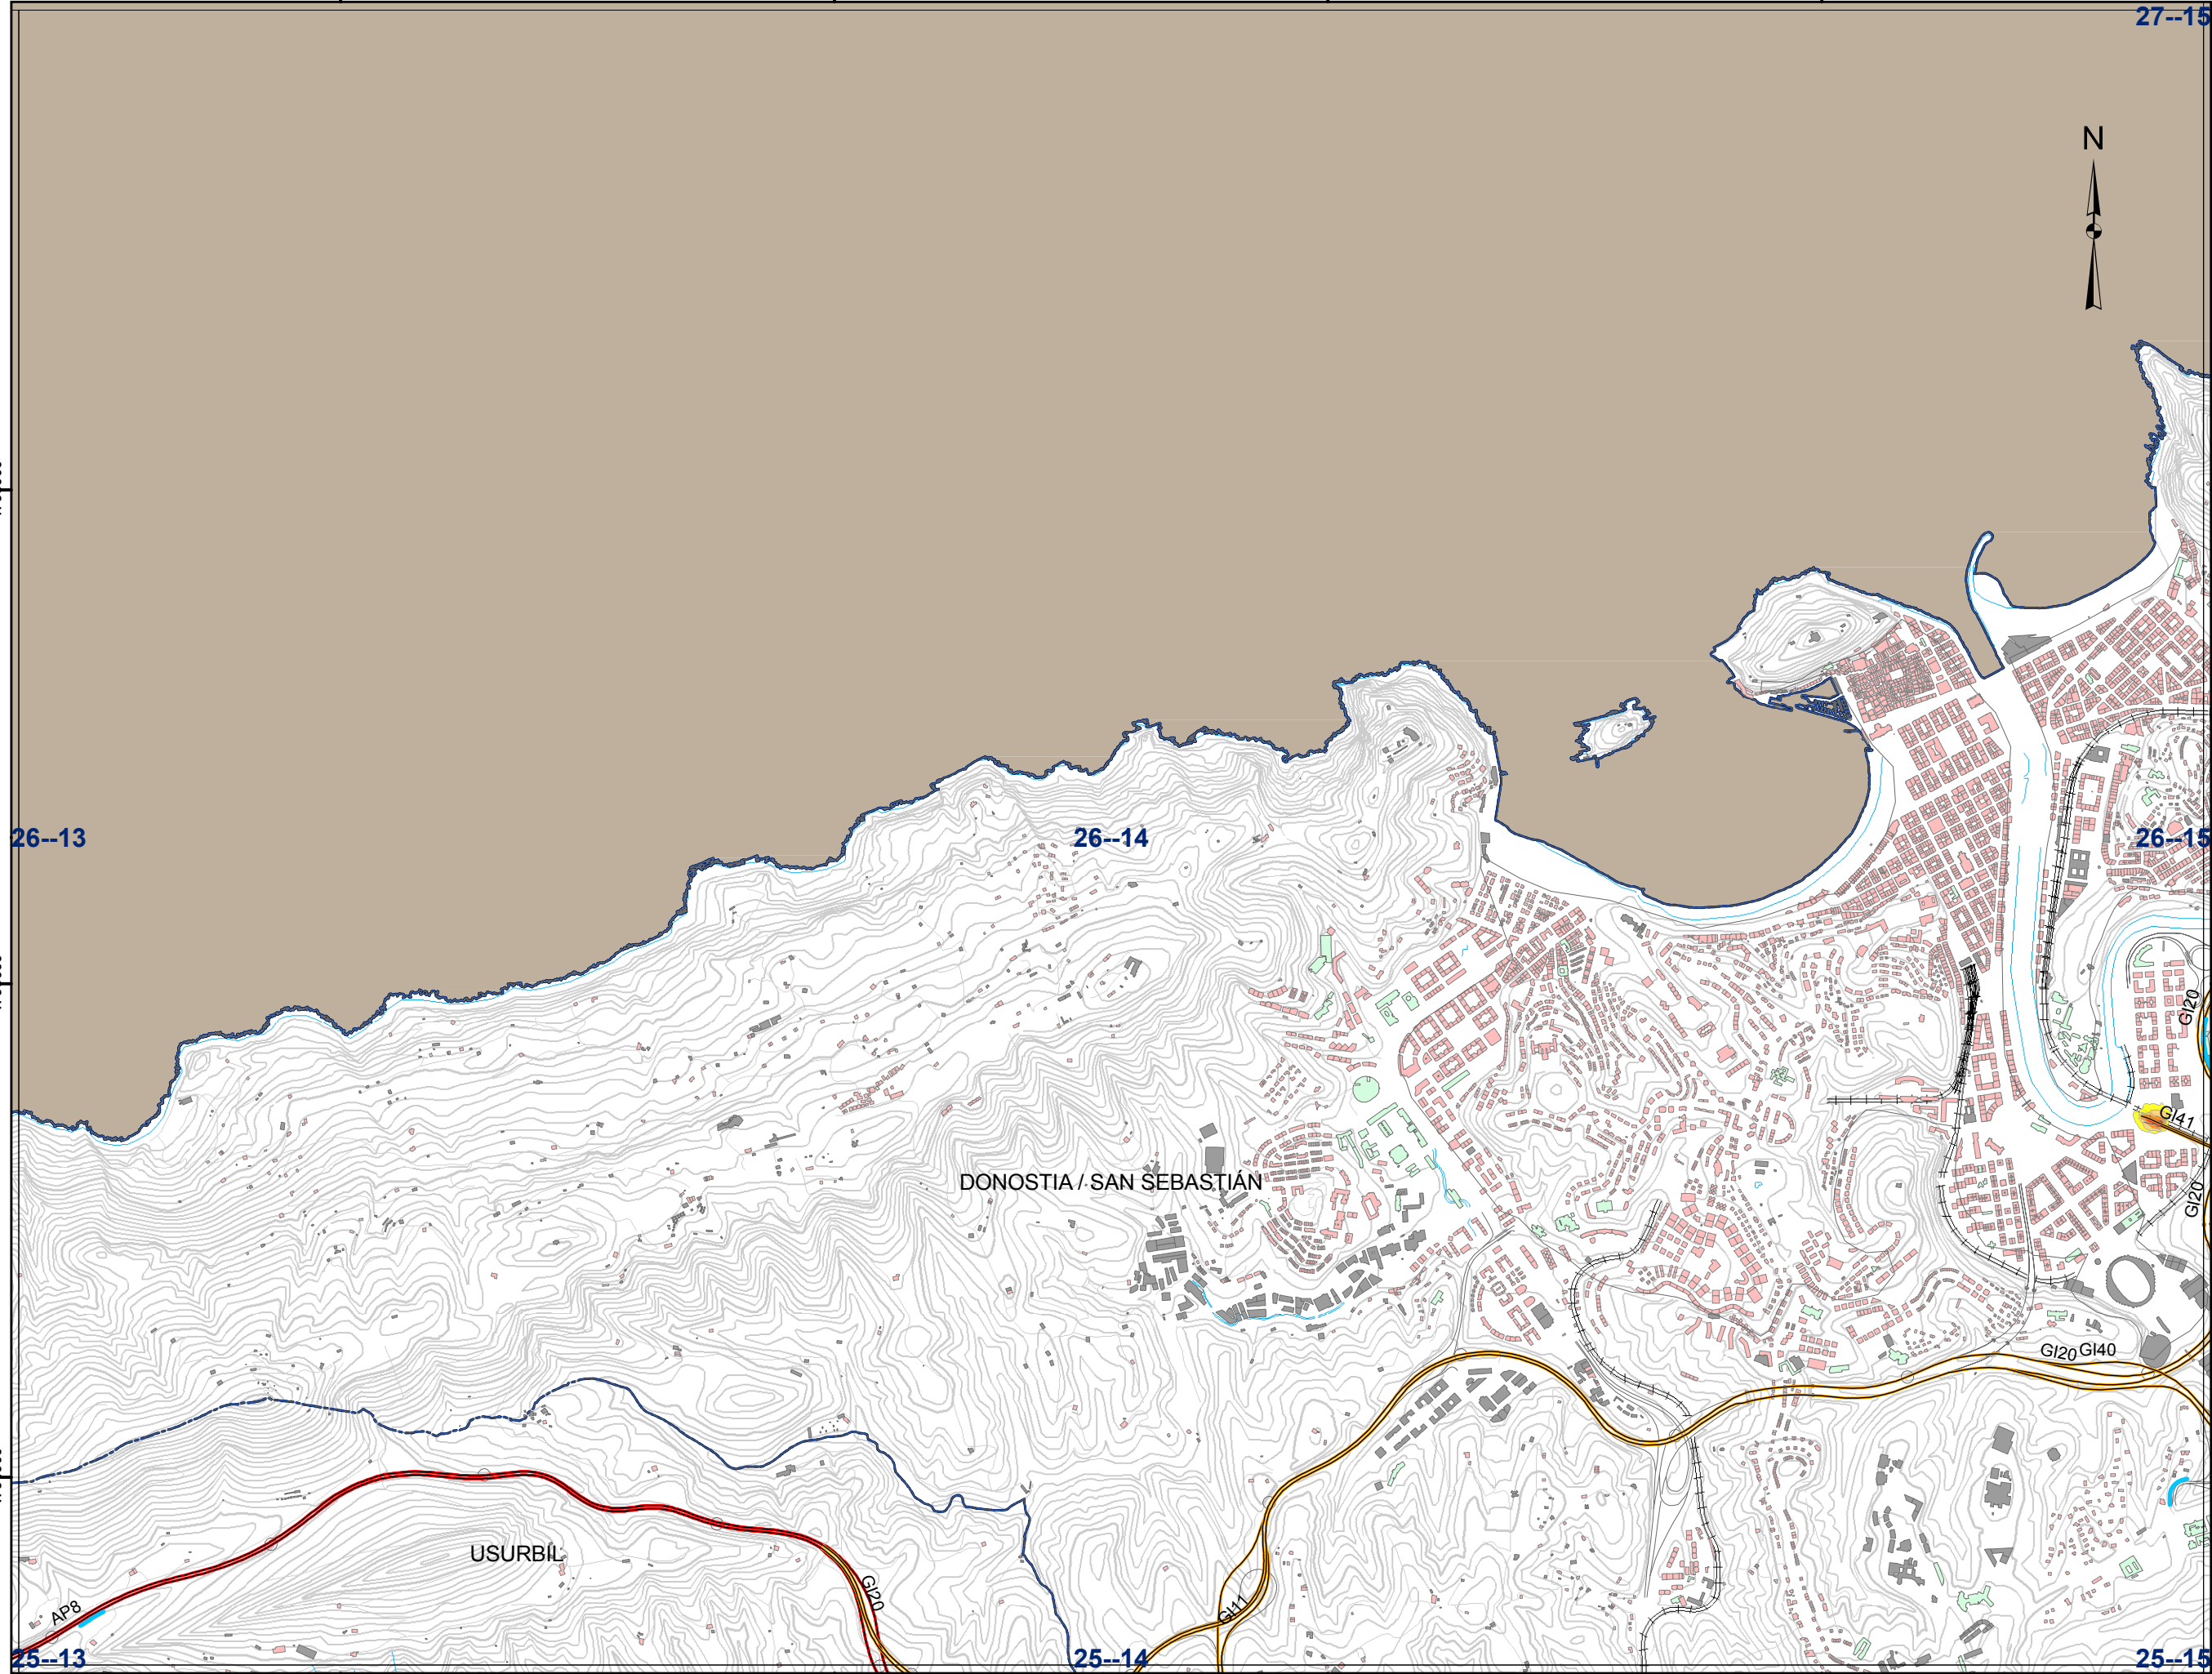 27--15
N
26--13
26--14
26--15
GI20
GI41
DONOSTIA / SAN SEBASTIÁN
GI20
GI20
GI40
USURBIL
AP8
GI20
GI11
25--13
25--14
25--15